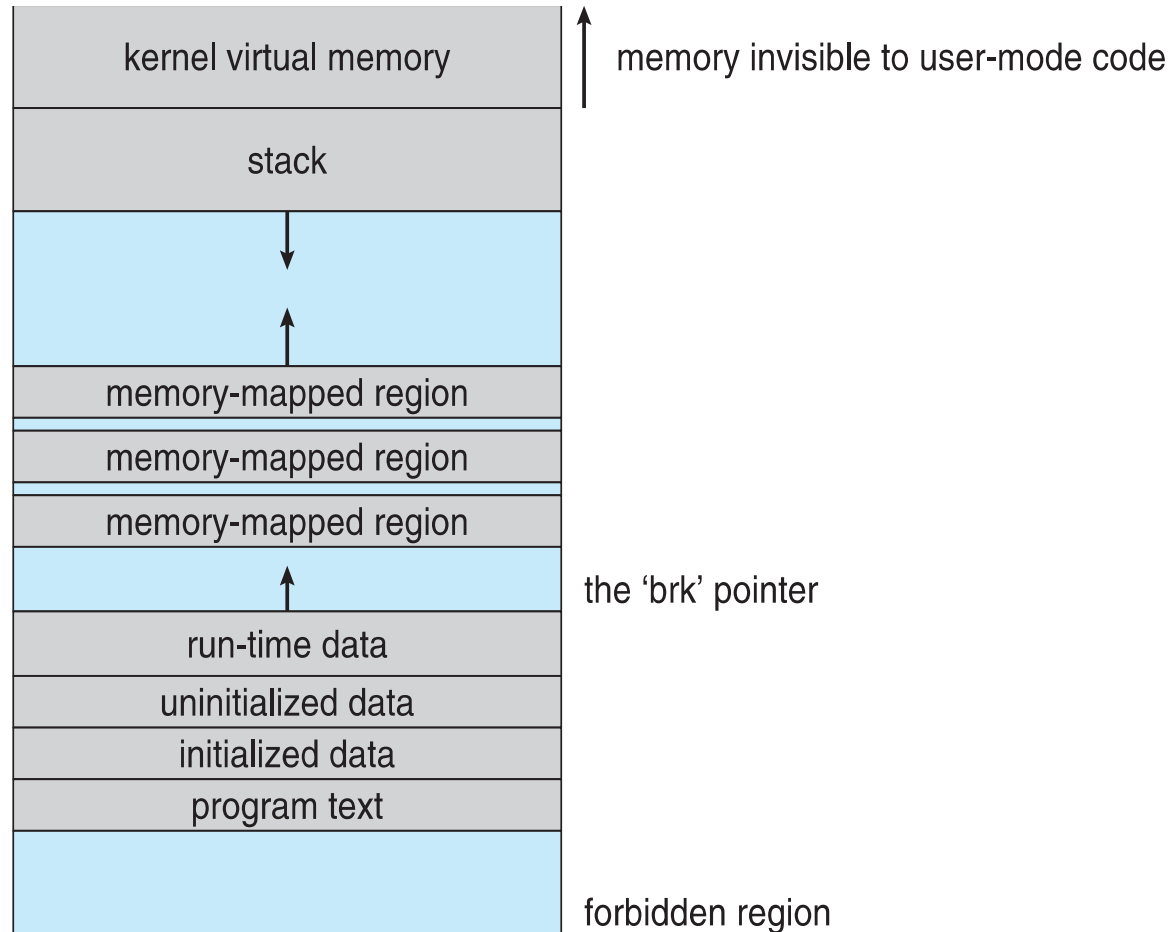 kernel virtual memory
memory invisible to user-mode code
stack
memory-mapped region
memory-mapped region
memory-mapped region
the ‘brk’ pointer
run-time data
uninitialized data
initialized data
program text
forbidden region